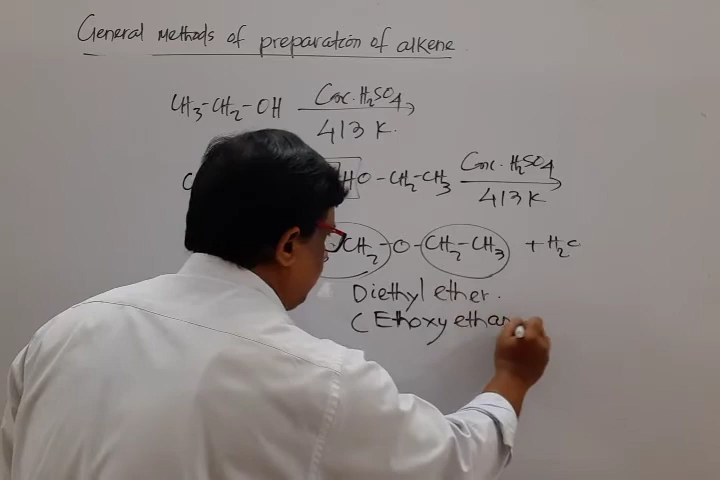 General Methods of preparation of alkene
CH3-CH2-OH Conc. H2SO4
413 K.
HO-CH2-CH3 Conc. H2SO4
413 K
CH2-O-CH2-CH3 + H2O
Diethyl ether.
(Ethoxy ethan